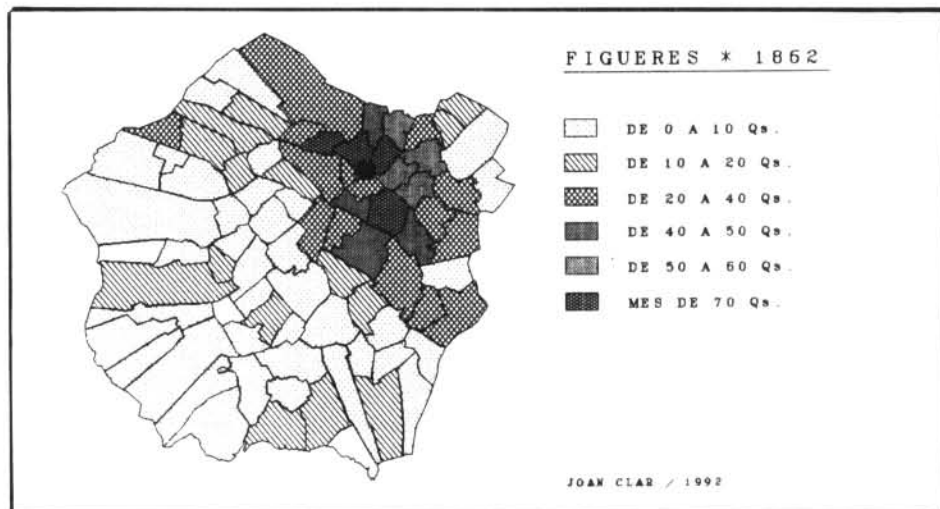 FIGUERES * 1862
DE 0 A 10 Qs.
DE 10 A 20 Qs.
DE 20 A 40 Qs.
DE 40 A 50 Qs.
DE 50 A 60 Qs.
MES DE 70 Qs.
JOAN CLAR / 1992